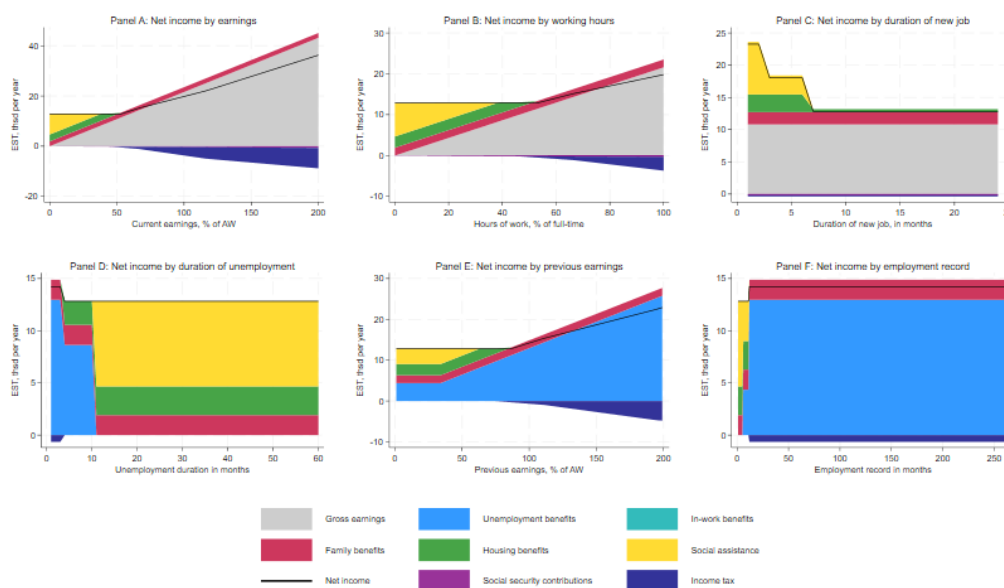 Panel A: Net income by earnings
EST, thsd per year
40
20
0
-20
0
50
100
150
200
Current earnings, % of AW
Panel B: Net income by working hours
EST, thsd per year
30
20
10
0
-10
0
20
40
60
80
100
Hours of work, % of full-time
Panel C: Net income by duration of new job
EST, thsd per year
25
20
15
10
5
0
0
5
10
15
20
Duration of new job, in months
Panel D: Net income by duration of unemployment
EST, thsd per year
15
10
5
0
0
10
20
30
40
50
60
Unemployment duration in months
Panel E: Net income by previous earnings
EST, thsd per year
30
20
10
0
-10
0
50
100
150
200
Previous earnings, % of AW
Panel F: Net income by employment record
EST, thsd per year
15
10
5
0
0
50
100
150
200
250
Employment record in months
Gross earnings
Unemployment benefits
In-work benefits
Family benefits
Housing benefits
Social assistance
Net income
Social security contributions
Income tax